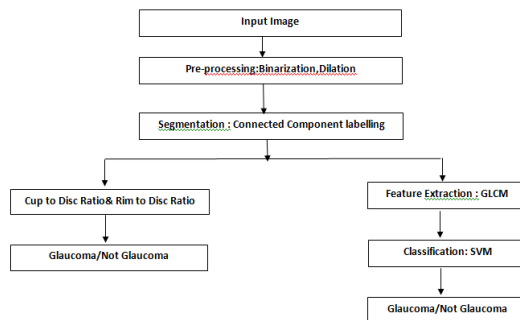 Input Image
Pre-processing:Binarization,Dilation
Segmentation : Connected Component labelling
Cup to Disc Ratio& Rim to Disc Ratio
Glaucoma/Not Glaucoma
Feature Extraction : GLCM
Classification: SVM
Glaucoma/Not Glaucoma